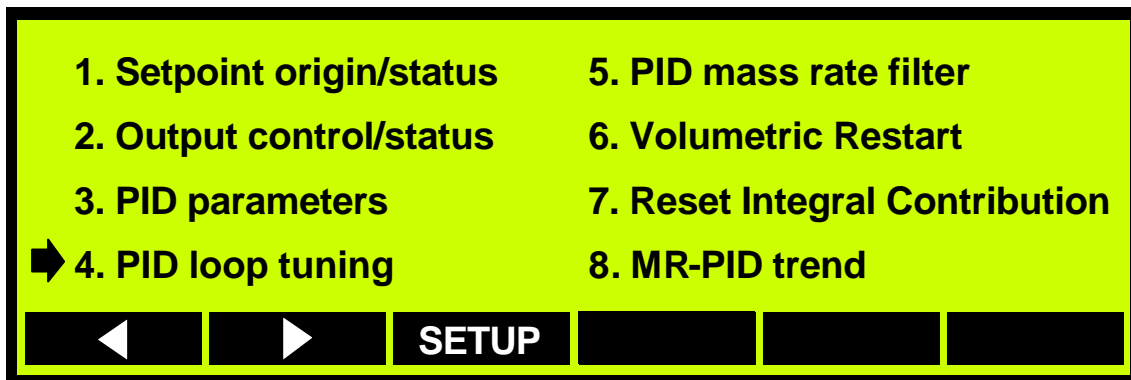 1. Setpoint origin/status
2. Output control/status
3. PID parameters
4. PID loop tuning
5. PID mass rate filter
6. Volumetric Restart
7. Reset Integral Contribution
8. MR-PID trend
SETUP